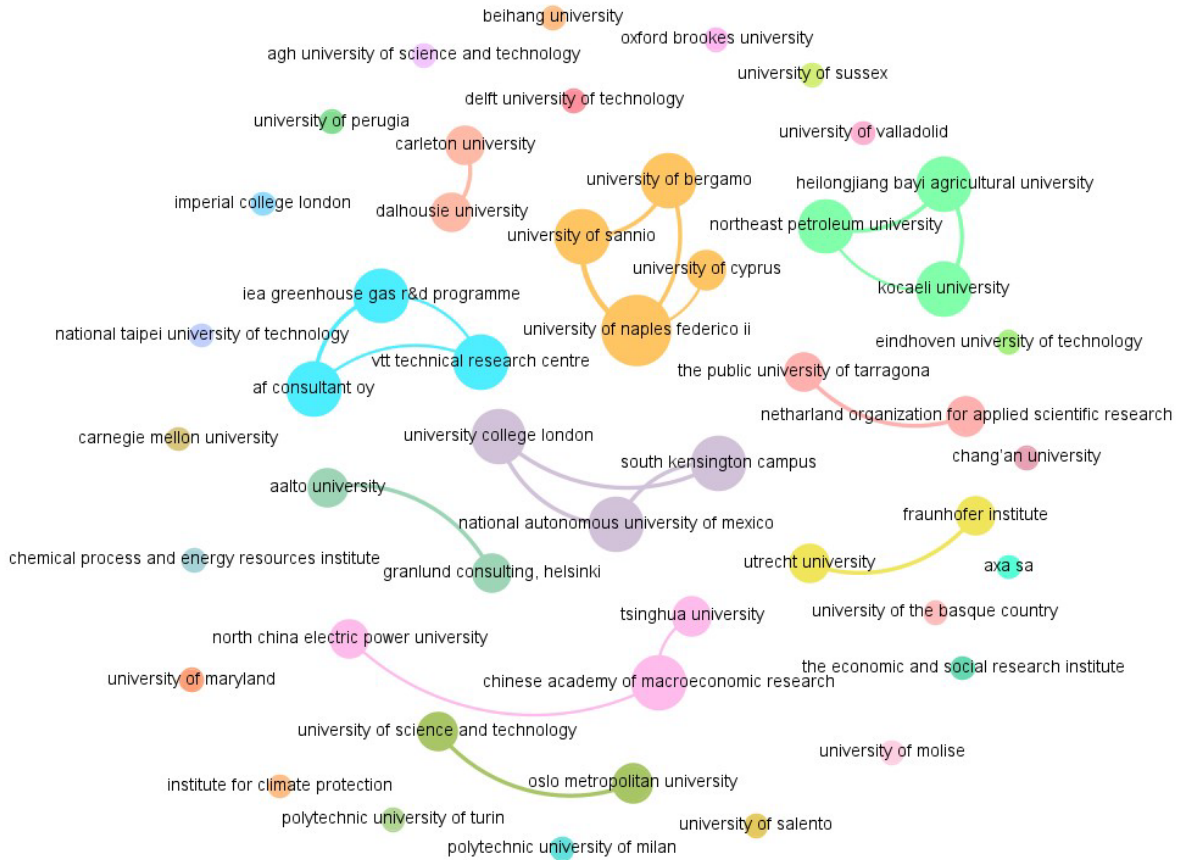 beihang university
oxford brookes university
agh university of science and technology
university of sussex
delft university of technology
university of perugia
university of valladolid
carleton university
university of bergamo
heilongjiang bayi agricultural university
imperial college london
dalhousie university
northeast petroleum university
university of sannio
university of cyprus
iea greenhouse gas r&d programme
kocaeli university
national taipei university of technology
university of naples federico ii
eindhoven university of technology
vtt technical research centre
the public university of tarragona
af consultant oy
netharland organization for applied scientific research
carnegie mellon university
university college london
chang'an university
south kensington campus
aalto university
fraunhofer institute
national autonomous university of mexico
chemical process and energy resources institute
utrecht university
axa sa
granlund consulting, helsinki
university of the basque country
tsinghua university
north china electric power university
the economic and social research institute
university of maryland
chinese academy of macroeconomic research
university of science and technology
university of molise
oslo metropolitan university
institute for climate protection
polytechnic university of turin
university of salento
polytechnic university of milan